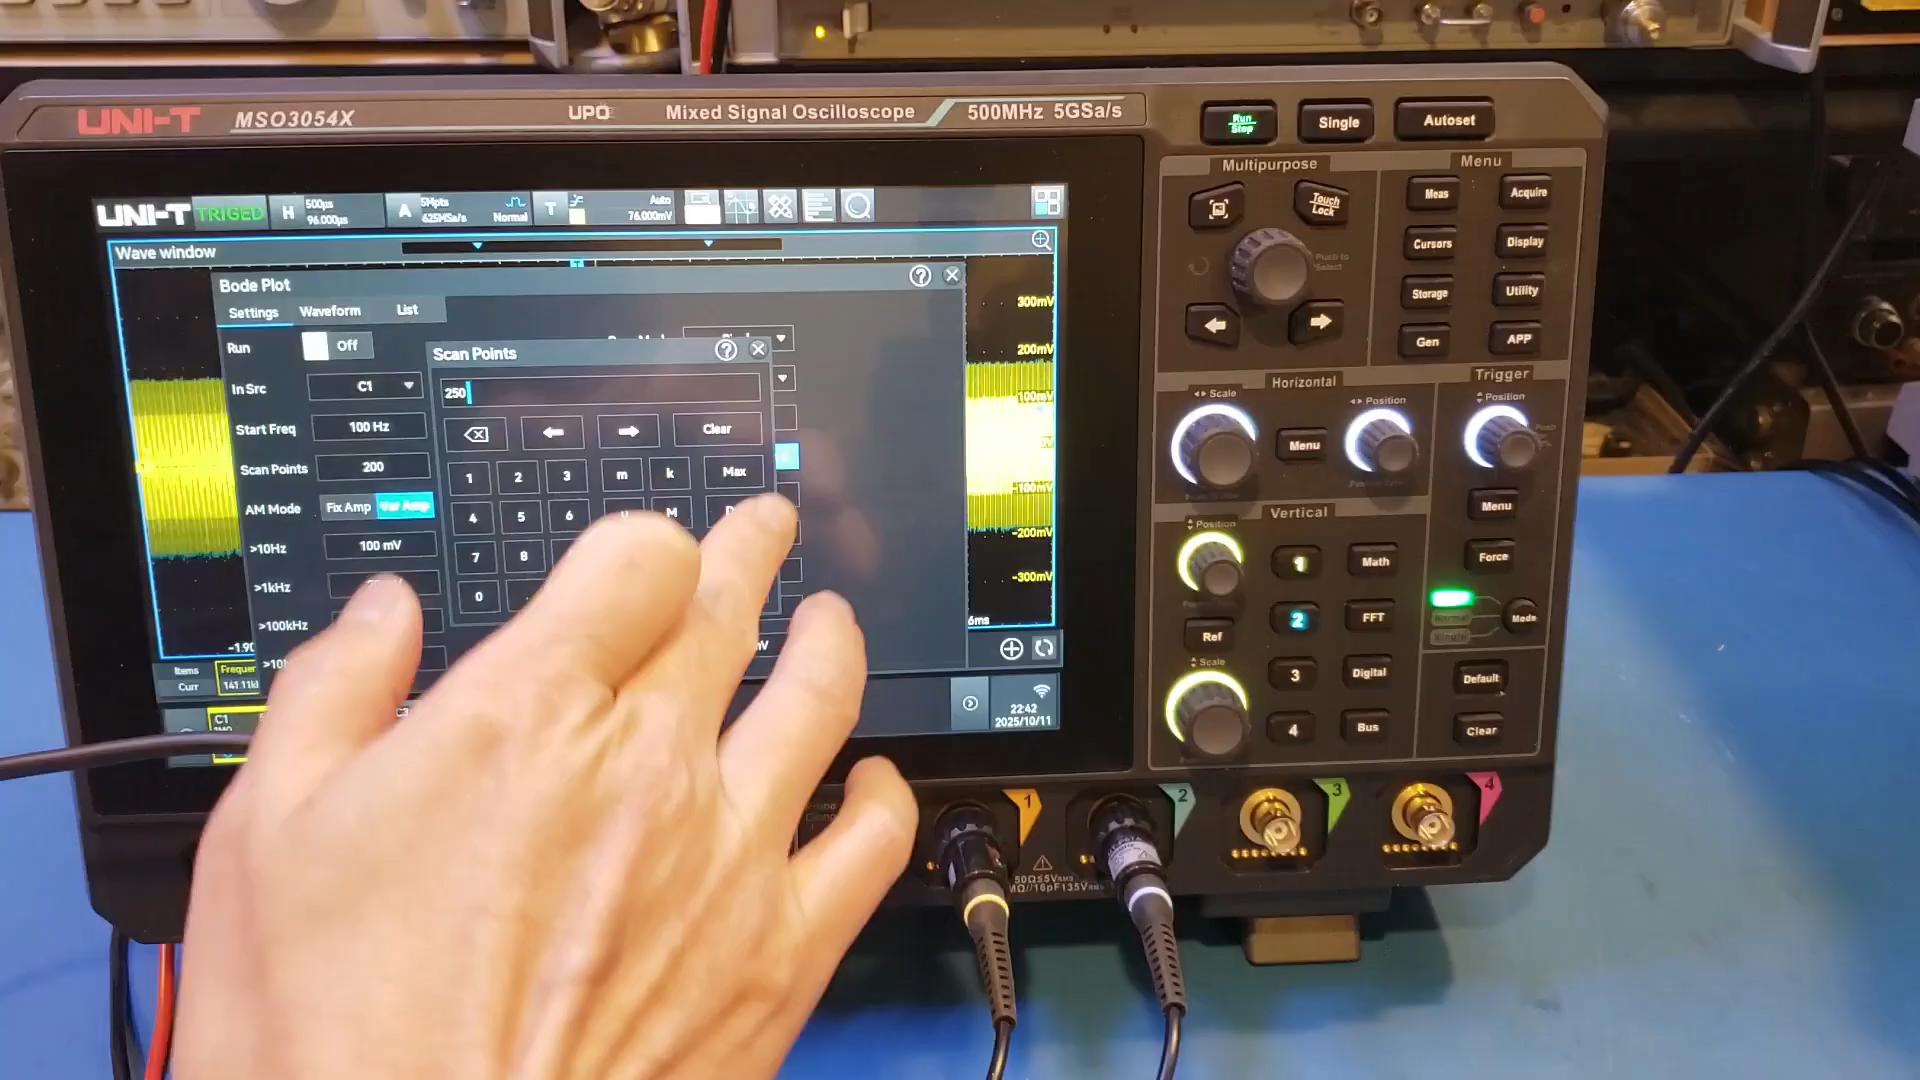 UNI-T MSO3054X UPO Mixed Signal Oscilloscope 500MHz 5GSa/s
Run Stop Single Autoset
Multipurpose
Touch Lock
Push to Select
Menu
Meas Acquire
Cursors Display
Storage Utility
Gen APP
Horizontal
Scale
Position
Menu
Trigger
Position
Menu
Force
Mode
Default
Clear
Vertical
Position
1 Math
2 FFT
Ref
Scale
3 Digital
4 Bus
UNI-T TRIGED H 500μs 96.000μs A 5Mpts 625MSa/s Normal T Auto 76.000mV
Wave window
Bode Plot
Settings Waveform List
Run Off
In Src C1
Start Freq 100 Hz
Scan Points 200
AM Mode Fix Amp Var Amp
>10Hz 100 mV
>1kHz
>100kHz
Scan Points
250
Clear
1 2 3 m k Max
4 5 6 M
7 8
0
300mV
200mV
100mV
-100mV
-200mV
-300mV
Items
Curr
C1
22:42
2025/10/11
1 2 3 4